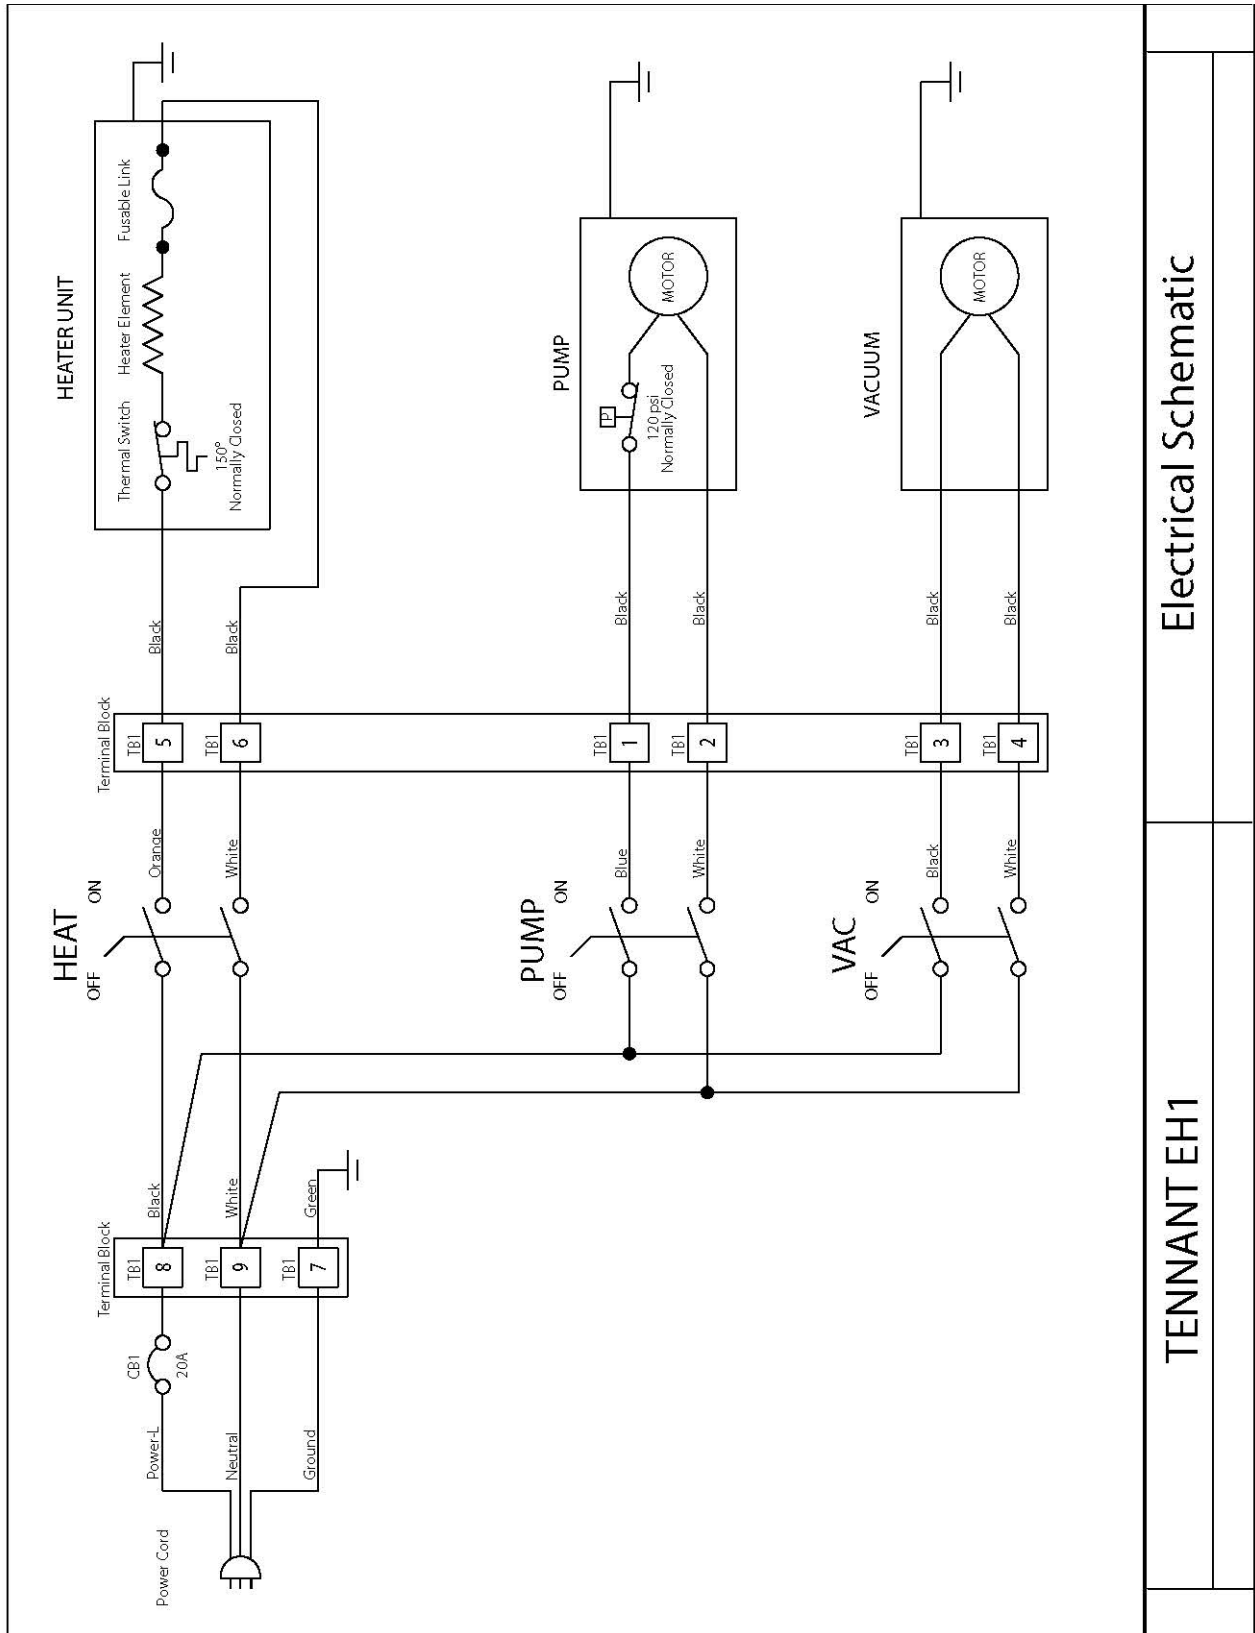 HEATER UNIT
Thermal Switch
Heater Element
Fusable Link
150°
Normally Closed
HEAT
OFF
ON
Power Cord
Power-L
CB1
20A
Neutral
Ground
Terminal Block
TB1
8
TB1
9
TB1
7
Black
White
Green
Orange
White
Terminal Block
TB1
5
TB1
6
Black
Black
PUMP
OFF
ON
Blue
White
TB1
1
TB1
2
Black
Black
PUMP
P
120 psi
Normally Closed
MOTOR
VAC
OFF
ON
Black
White
TB1
3
TB1
4
Black
Black
VACUUM
MOTOR
TENNANT EH1
Electrical Schematic